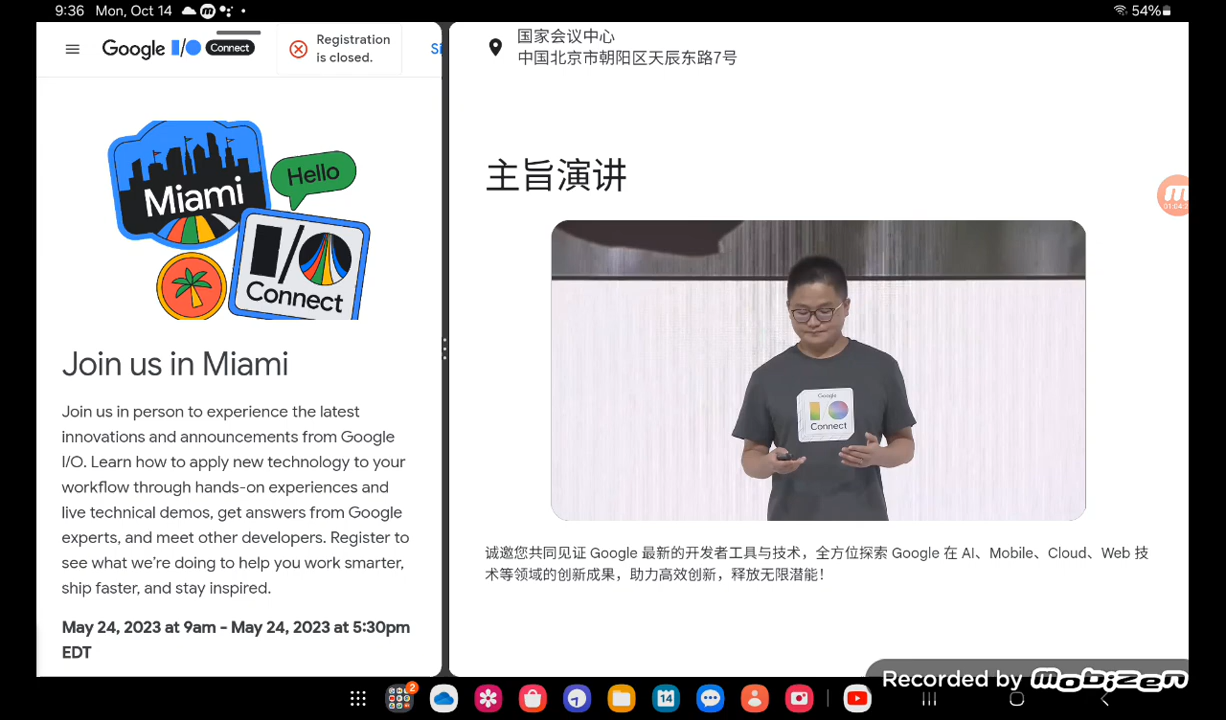 9:36 Mon, Oct 14
54%
Google I/O Connect
Registration
is closed.
Si
Miami
Hello
I/O
Connect
Join us in Miami
Join us in person to experience the latest
innovations and announcements from Google
I/O. Learn how to apply new technology to your
workflow through hands-on experiences and
live technical demos, get answers from Google
experts, and meet other developers. Register to
see what we're doing to help you work smarter,
ship faster, and stay inspired.
May 24, 2023 at 9am - May 24, 2023 at 5:30pm
EDT
国家会议中心
中国北京市朝阳区天辰东路7号
主旨演讲
Google
I/O
Connect
诚邀您共同见证 Google 最新的开发者工具与技术，全方位探索 Google 在 AI、Mobile、Cloud、Web 技
术等领域的创新成果，助力高效创新，释放无限潜能！
2
14
Recorded by mobizen